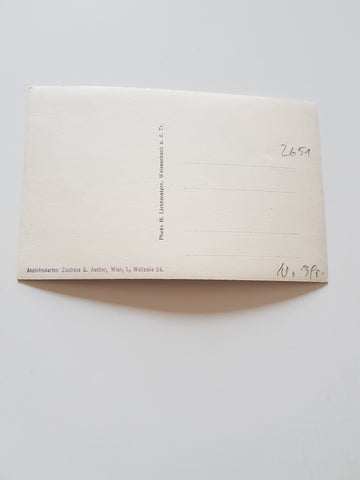 Photo M. Lichtenstern, Weissenbach a. d. Tr.
2651
Ansichtskarten Zentrale S. Ascher, Wien, I., Wollzeile 24.